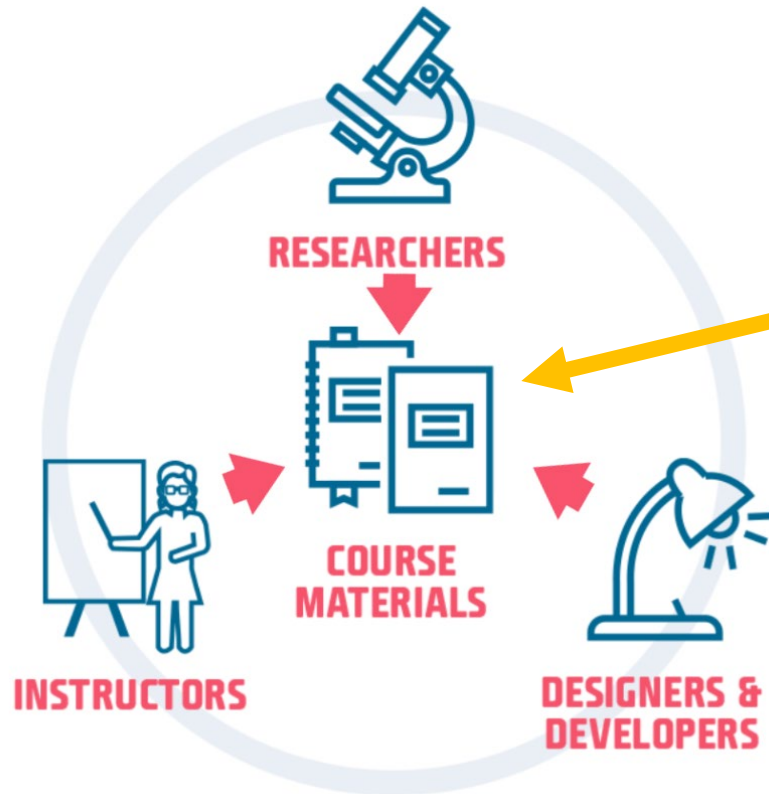 RESEARCHERS
COURSE
MATERIALS
INSTRUCTORS
DESIGNERS &
DEVELOPERS